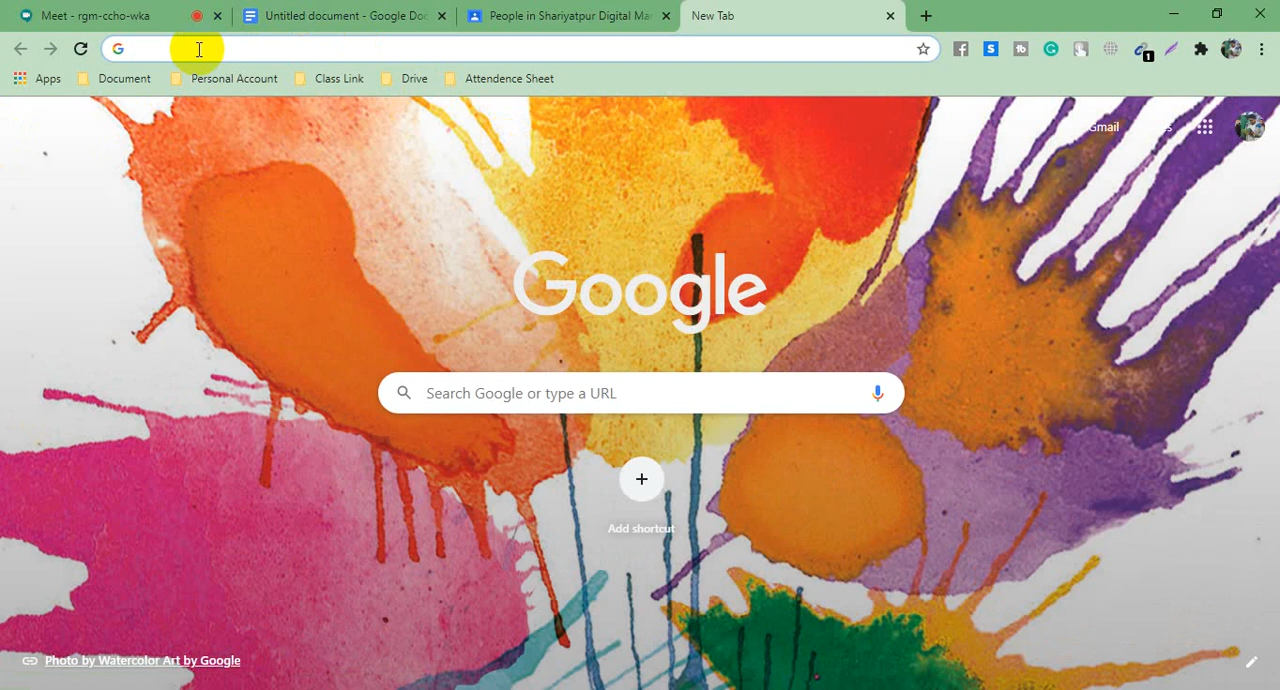 Meet - rgm-ccho-wka
Untitled document - Google Doc
People in Shariyatpur Digital Mar
New Tab
1
Apps
Document
Personal Account
Class Link
Drive
Attendence Sheet
Gmail
Google
Search Google or type a URL
Add shortcut
Photo by Watercolor Art by Google